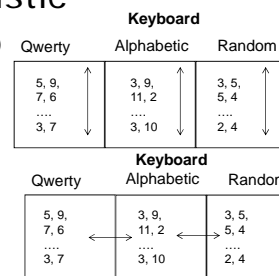 Keyboard
Qwerty Alphabetic Random
5, 9, 3, 9, 3, 5,
7, 6 11, 2 5, 4
.... .... ....
3, 7 3, 10 2, 4
Keyboard
Qwerty Alphabetic Random
5, 9, 3, 9, 3, 5,
7, 6 11, 2 5, 4
.... .... ....
3, 7 3, 10 2, 4